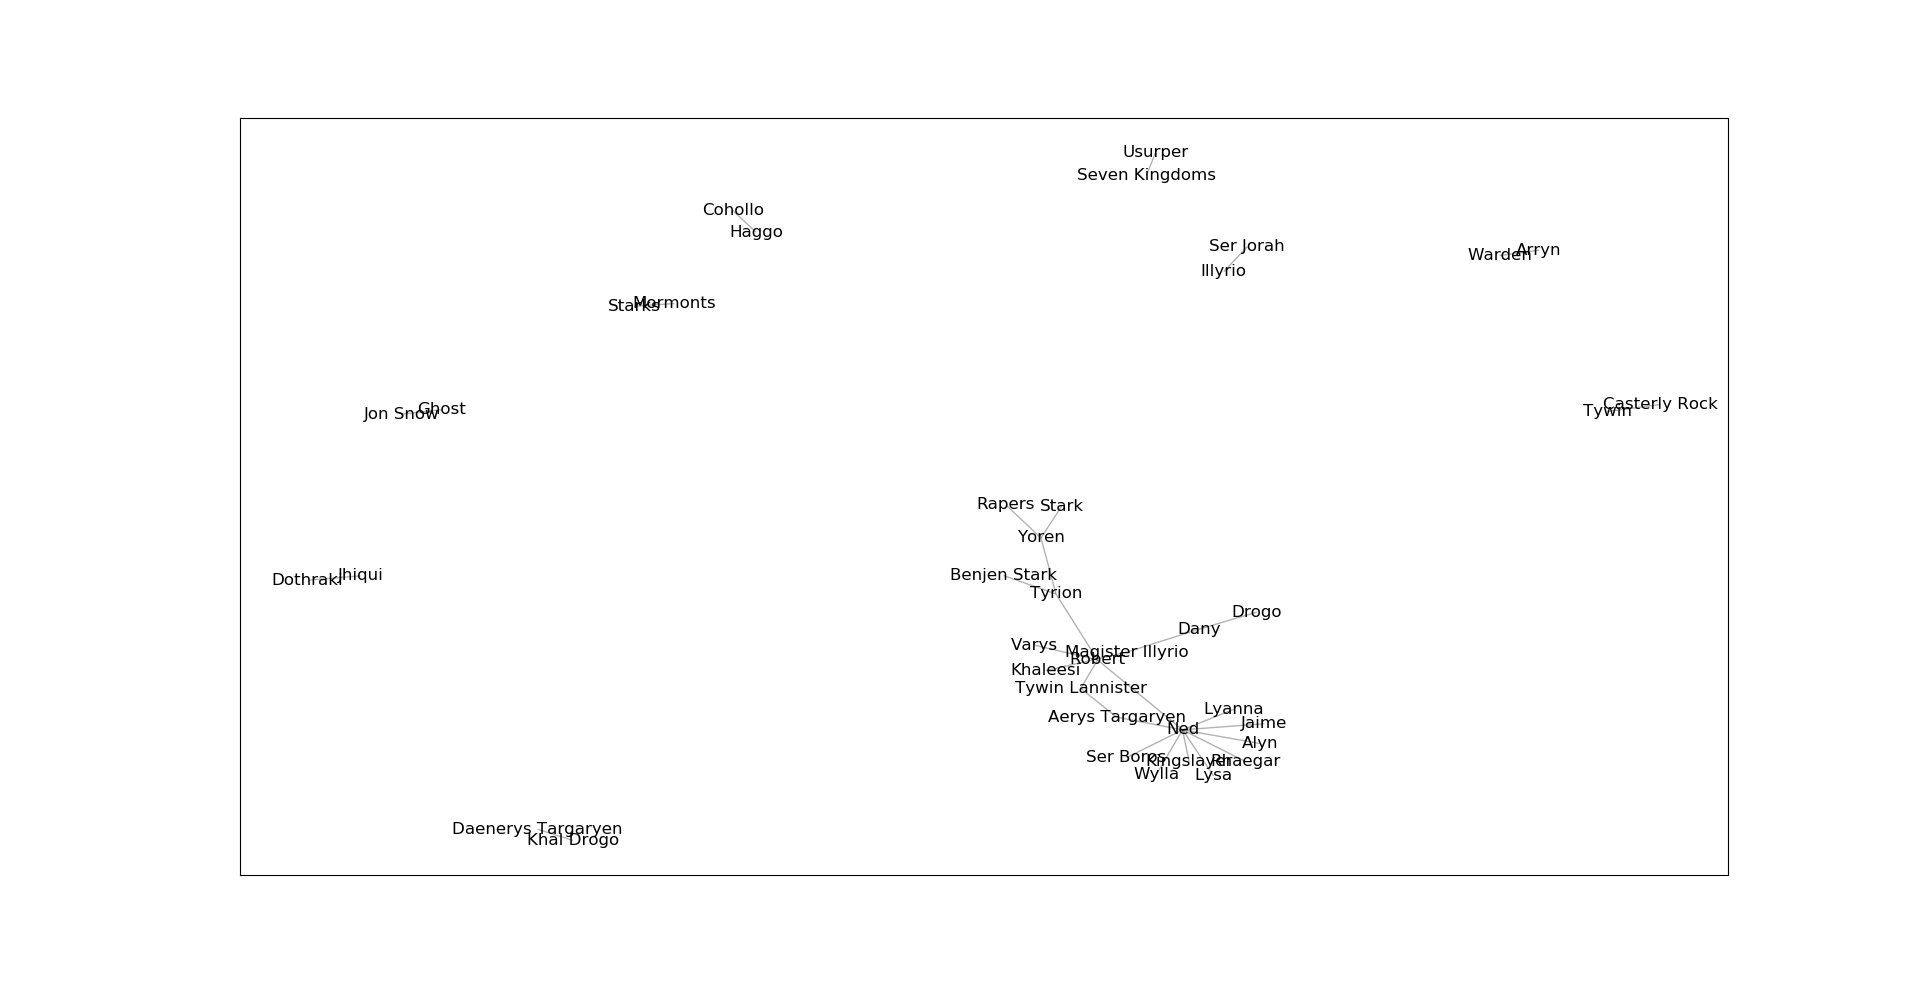 Usurper
Seven Kingdoms
Cohollo
Haggo
Ser Jorah
Illyrio
Arryn
Warden
Mormonts
Starks
Ghost
Jon Snow
Casterly Rock
Tywin
Rapers
Stark
Yoren
Benjen Stark
Tyrion
Jhiqui
Dothraki
Drogo
Dany
Varys
Magister Illyrio
Robert
Khaleesi
Tywin Lannister
Lyanna
Aerys Targaryen
Jaime
Ned
Alyn
Ser Boros
Kingslayer
Rhaegar
Wylla
Lysa
Daenerys Targaryen
Khal Drogo